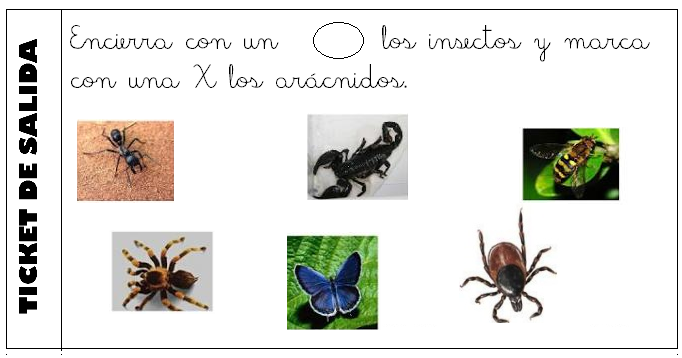 TICKET DE SALIDA
Encierra con un los insectos y marca
con una X los arácnidos.